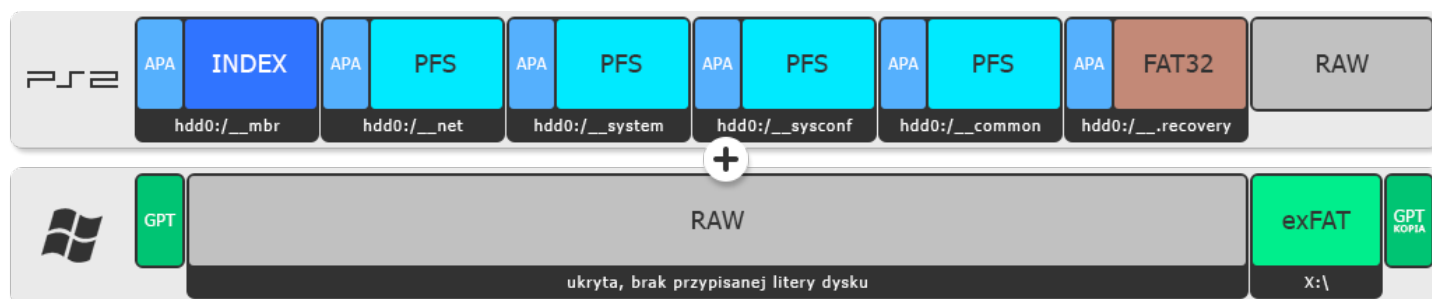 PS2 APA INDEX APA PFS APA PFS APA PFS APA PFS APA FAT32 RAW
hdd0:/__mbr hdd0:/__net hdd0:/__system hdd0:/__sysconf hdd0:/__common hdd0:/__.recovery
+
GPT RAW exFAT GPT
KOPIA
ukryta, brak przypisanej litery dysku X:\